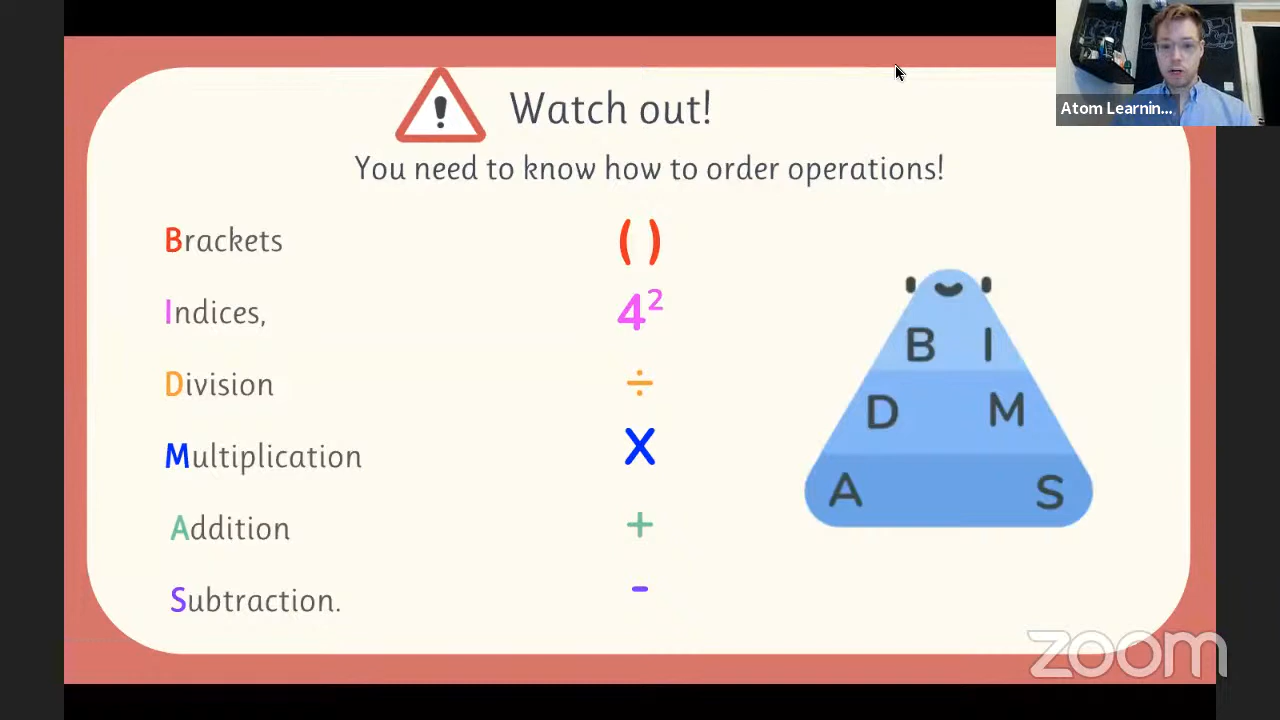 Watch out!
You need to know how to order operations!
Brackets ( )
Indices, 4²
Division ÷
Multiplication X
Addition +
Subtraction. -
B I
D M
A S
Atom Learnin...
zoom